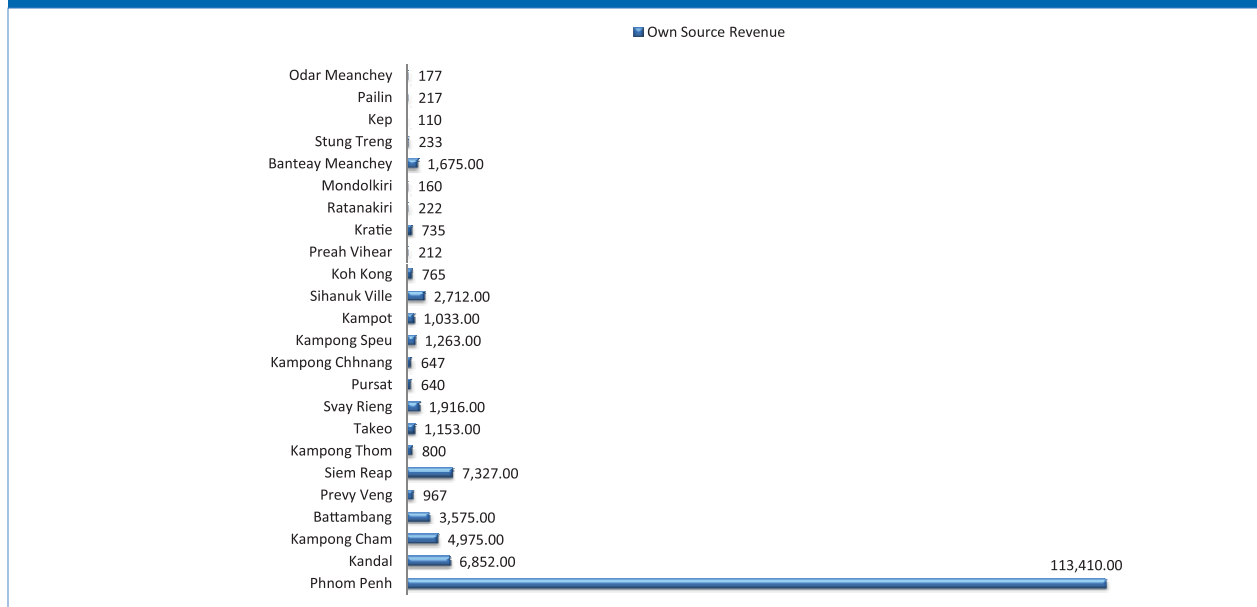 Own Source Revenue
Odar Meanchey 177
Pailin 217
Kep 110
Stung Treng 233
Banteay Meanchey 1,675.00
Mondolkiri 160
Ratanakiri 222
Kratie 735
Preah Vihear 212
Koh Kong 765
Sihanuk Ville 2,712.00
Kampot 1,033.00
Kampong Speu 1,263.00
Kampong Chhnang 647
Pursat 640
Svay Rieng 1,916.00
Takeo 1,153.00
Kampong Thom 800
Siem Reap 7,327.00
Prevy Veng 967
Battambang 3,575.00
Kampong Cham 4,975.00
Kandal 6,852.00
Phnom Penh 113,410.00